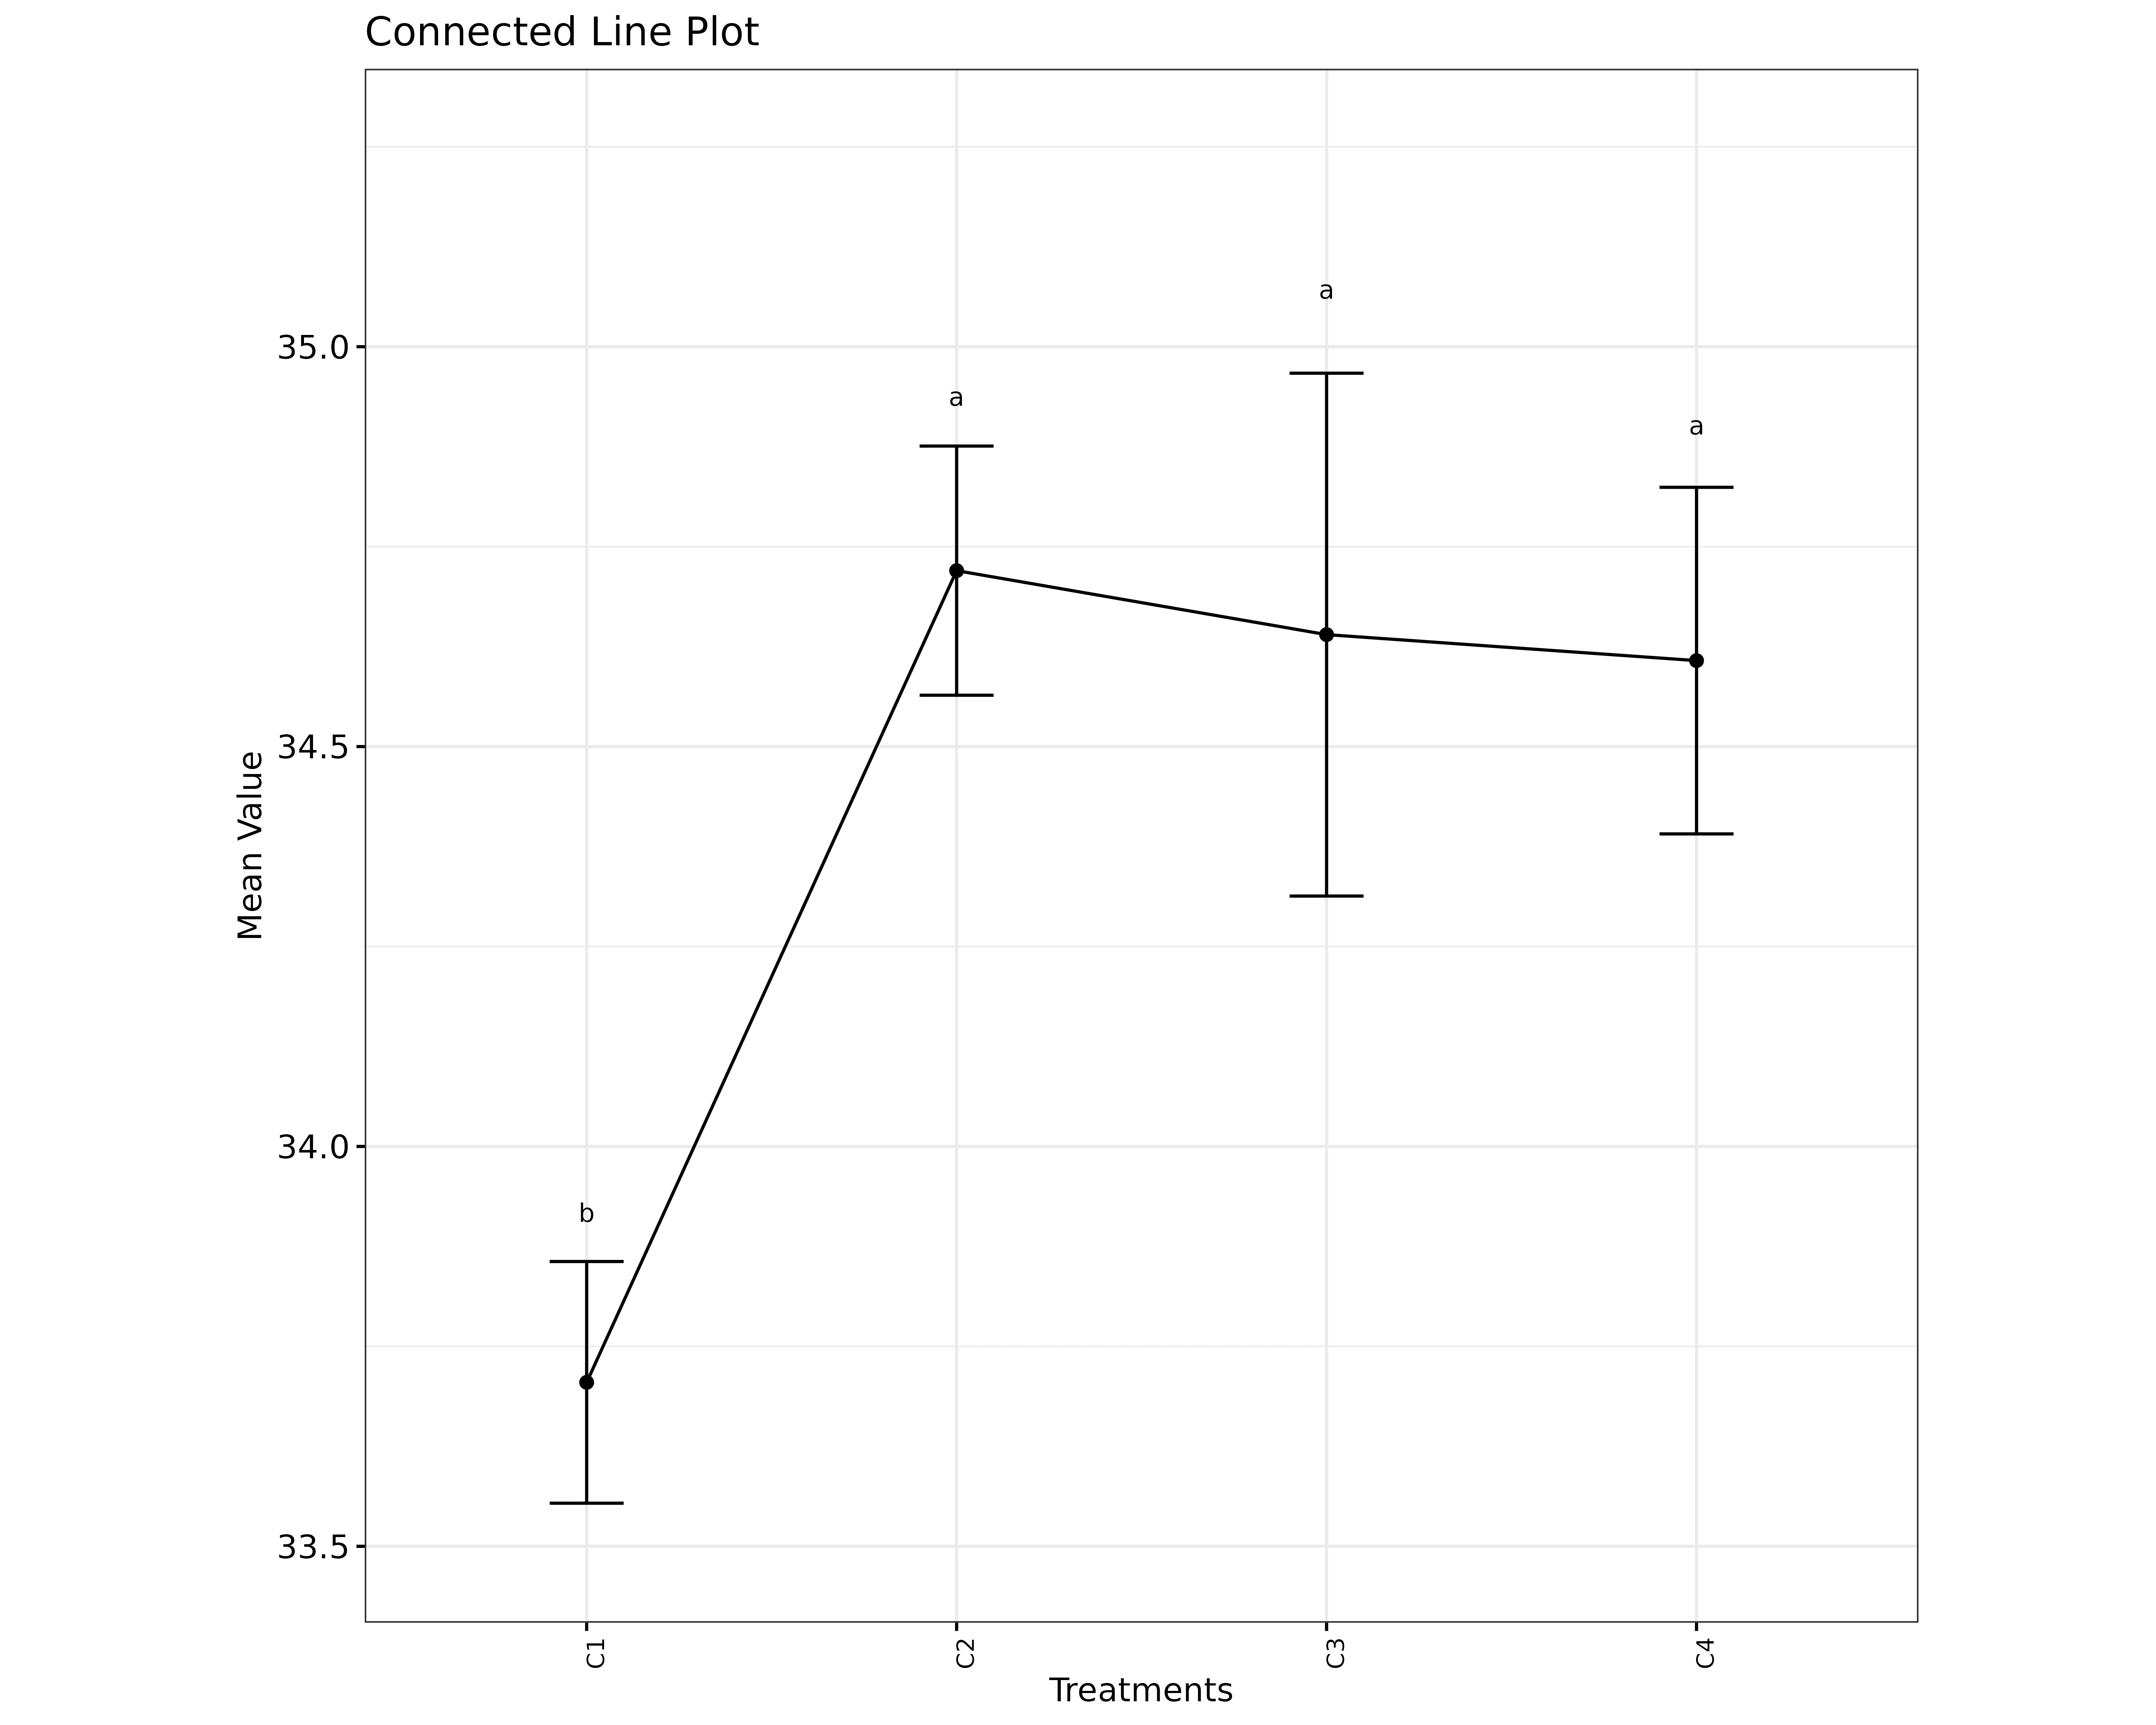 Connected Line Plot
a
35.0
a
a
34.5
Mean Value
34.0
b
33.5
C1
C2
C3
C4
Treatments